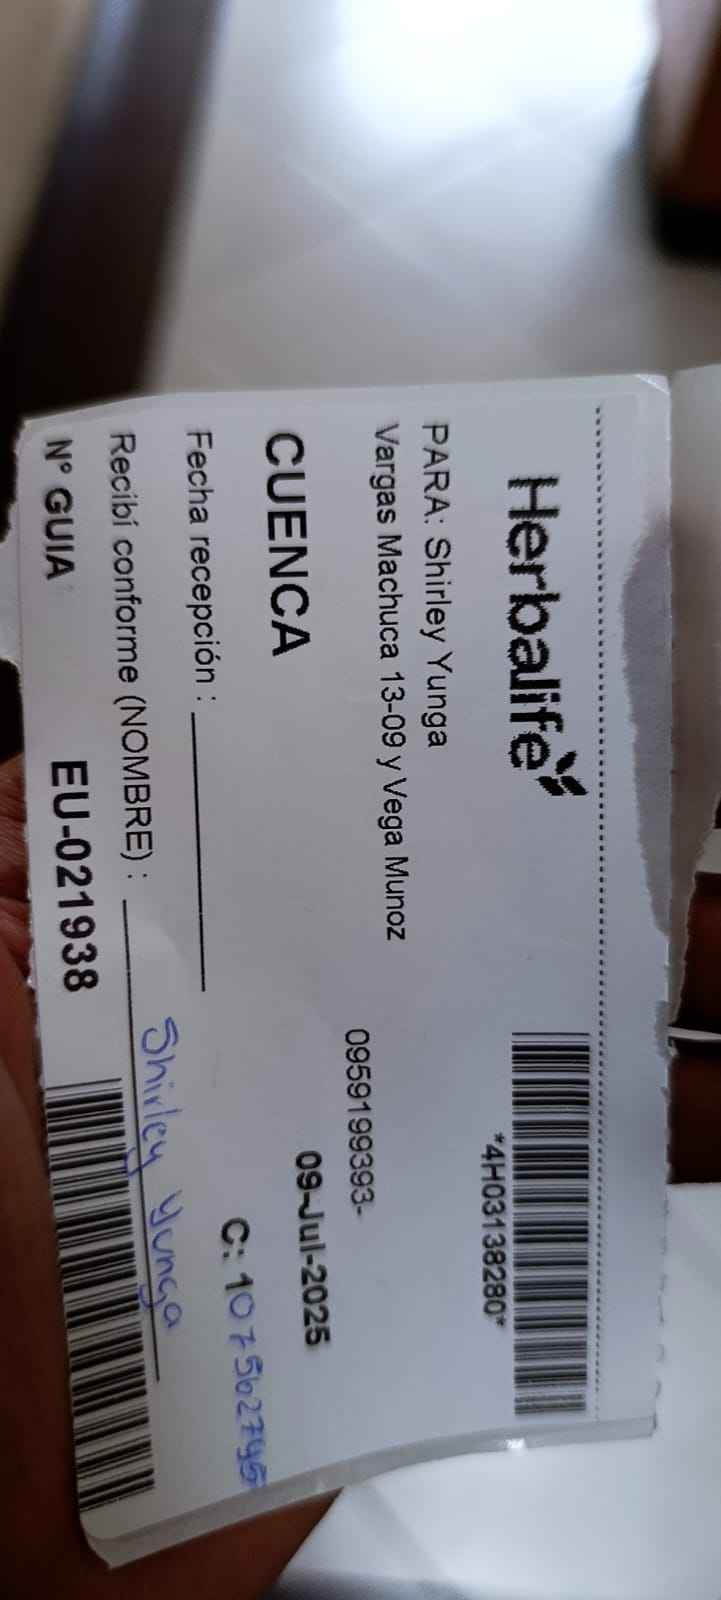 Herbalife
*4H03138280*
PARA: Shirley Yunga
Vargas Machuca 13-09 y Vega Munoz
0959199393-
CUENCA
09-Jul-2025
Fecha recepción :
C: 1075627
Recibí conforme (NOMBRE) : Shirley Yunga
N° GUIA EU-021938